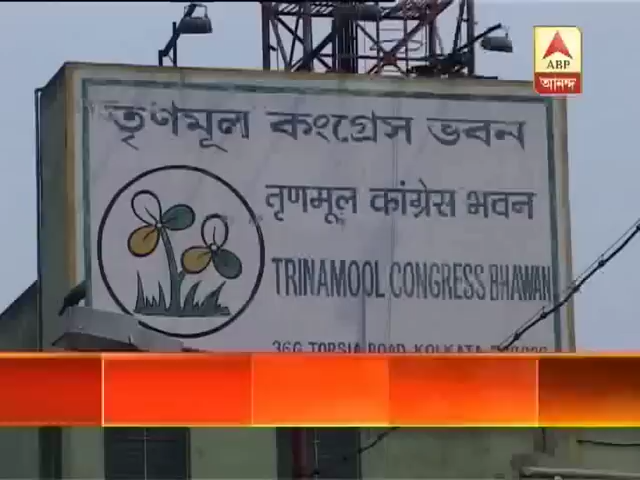 ABP
আনন্দ
তৃণমূল কংগ্রেস ভবন
तृणमूल कांग्रेस भवन
TRINAMOOL CONGRESS BHAWAN
36G TOPSIA ROAD, KOLKATA